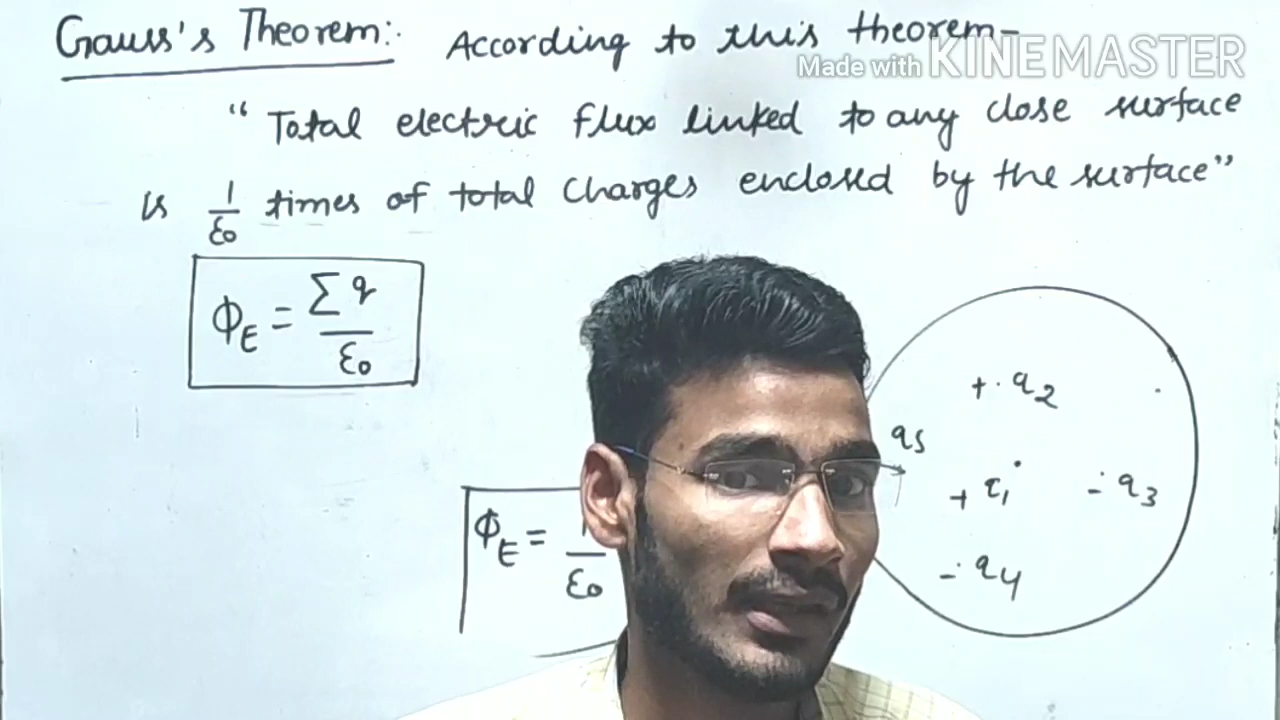 Gauss's Theorem:- According to this theorem-
Made with KINEMASTER
" Total electric flux linked to any close surface
is 1/ε₀ times of total charges enclosed by the surface"
Φ_E = Σq/ε₀
+ q₂
q₅
+ q₁ - q₃
Φ_E = 1/ε₀
- q₄